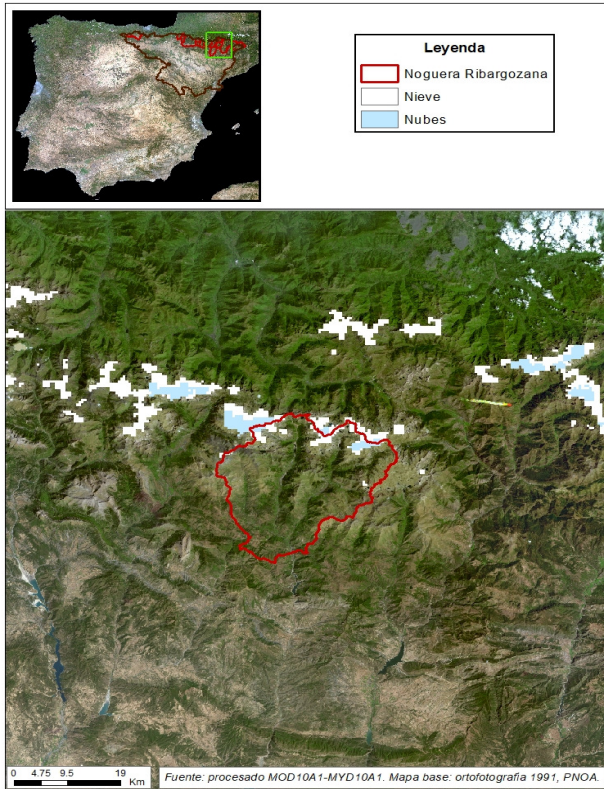 Leyenda
Noguera Ribargozana
Nieve
Nubes
0 4.75 9.5 19
Km
Fuente: procesado MOD10A1-MYD10A1. Mapa base: ortofotografia 1991, PNOA.